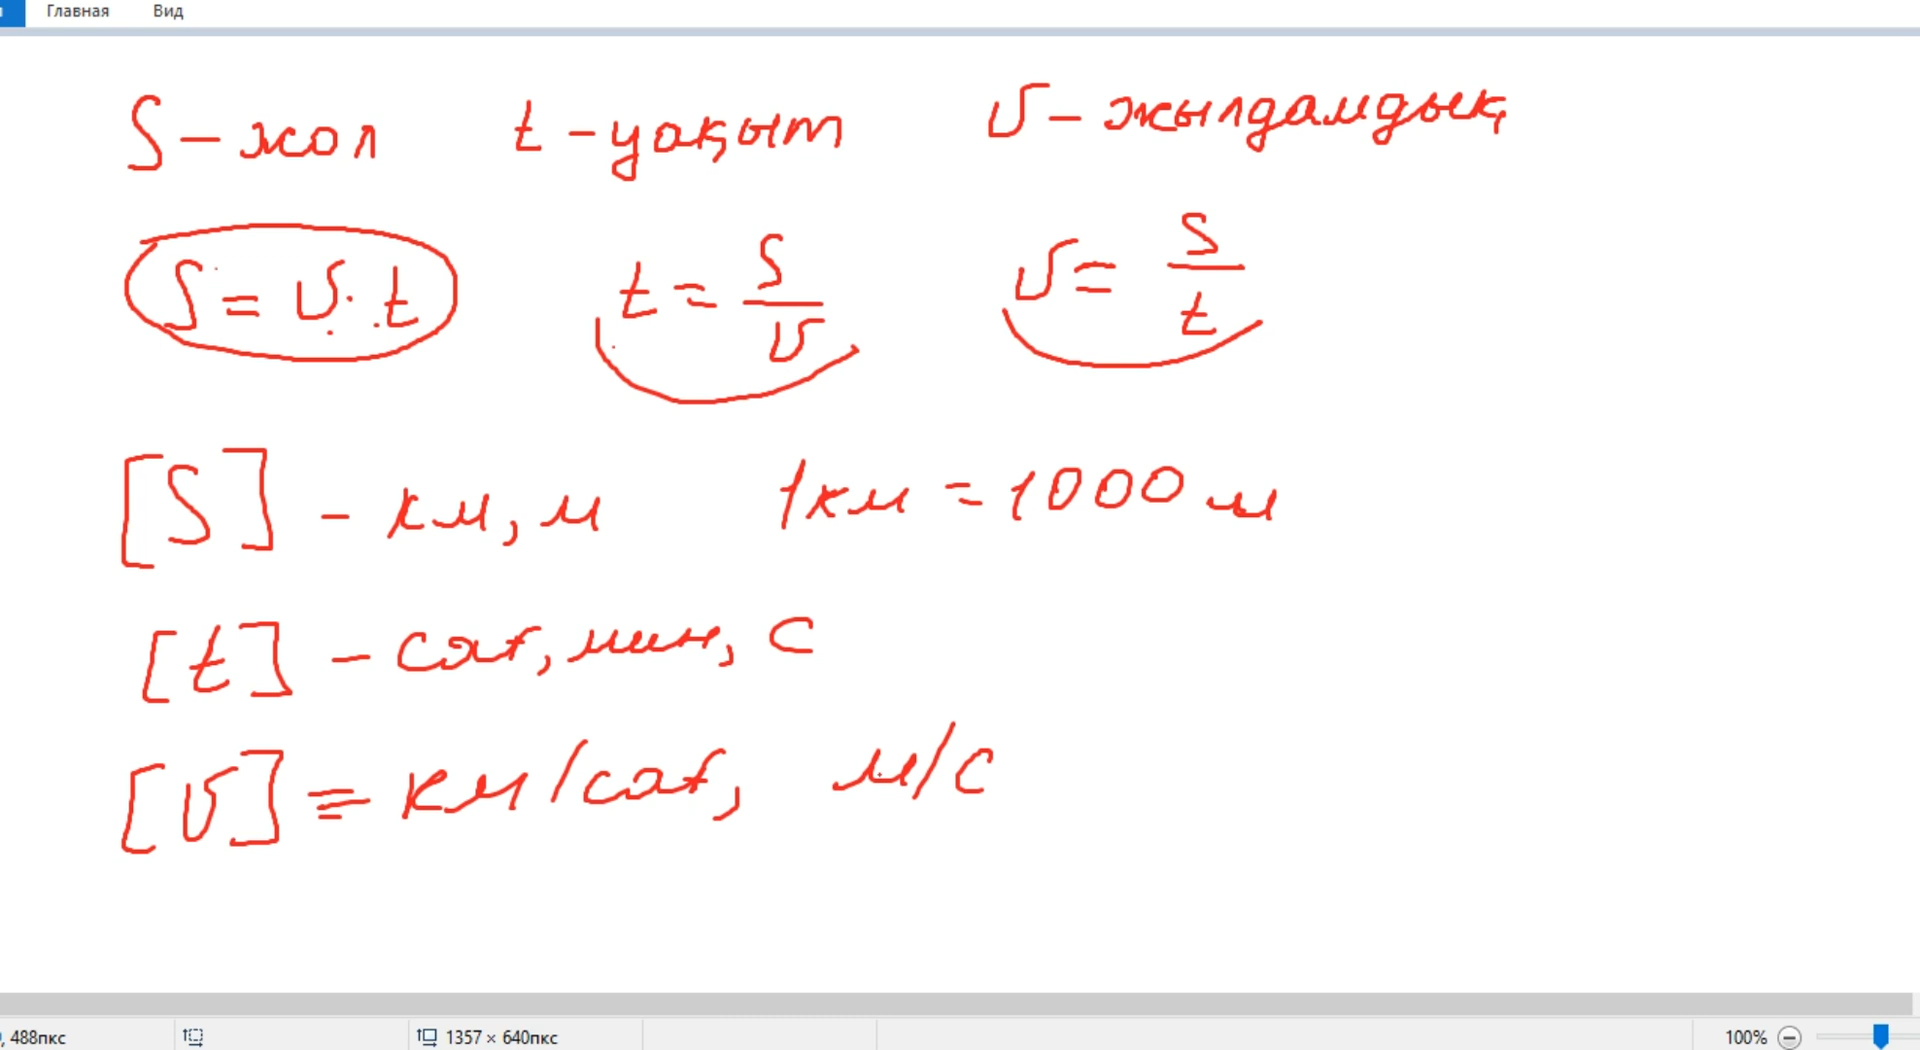 Главная Вид
S – жол t – уақыт υ – жылдамдық
S = υ · t t = S/υ υ = S/t
[S] – км, м 1км = 1000 м
[t] – сағ, мин, с
[υ] = км/сағ, м/с
, 488пкс 1357 × 640пкс 100%